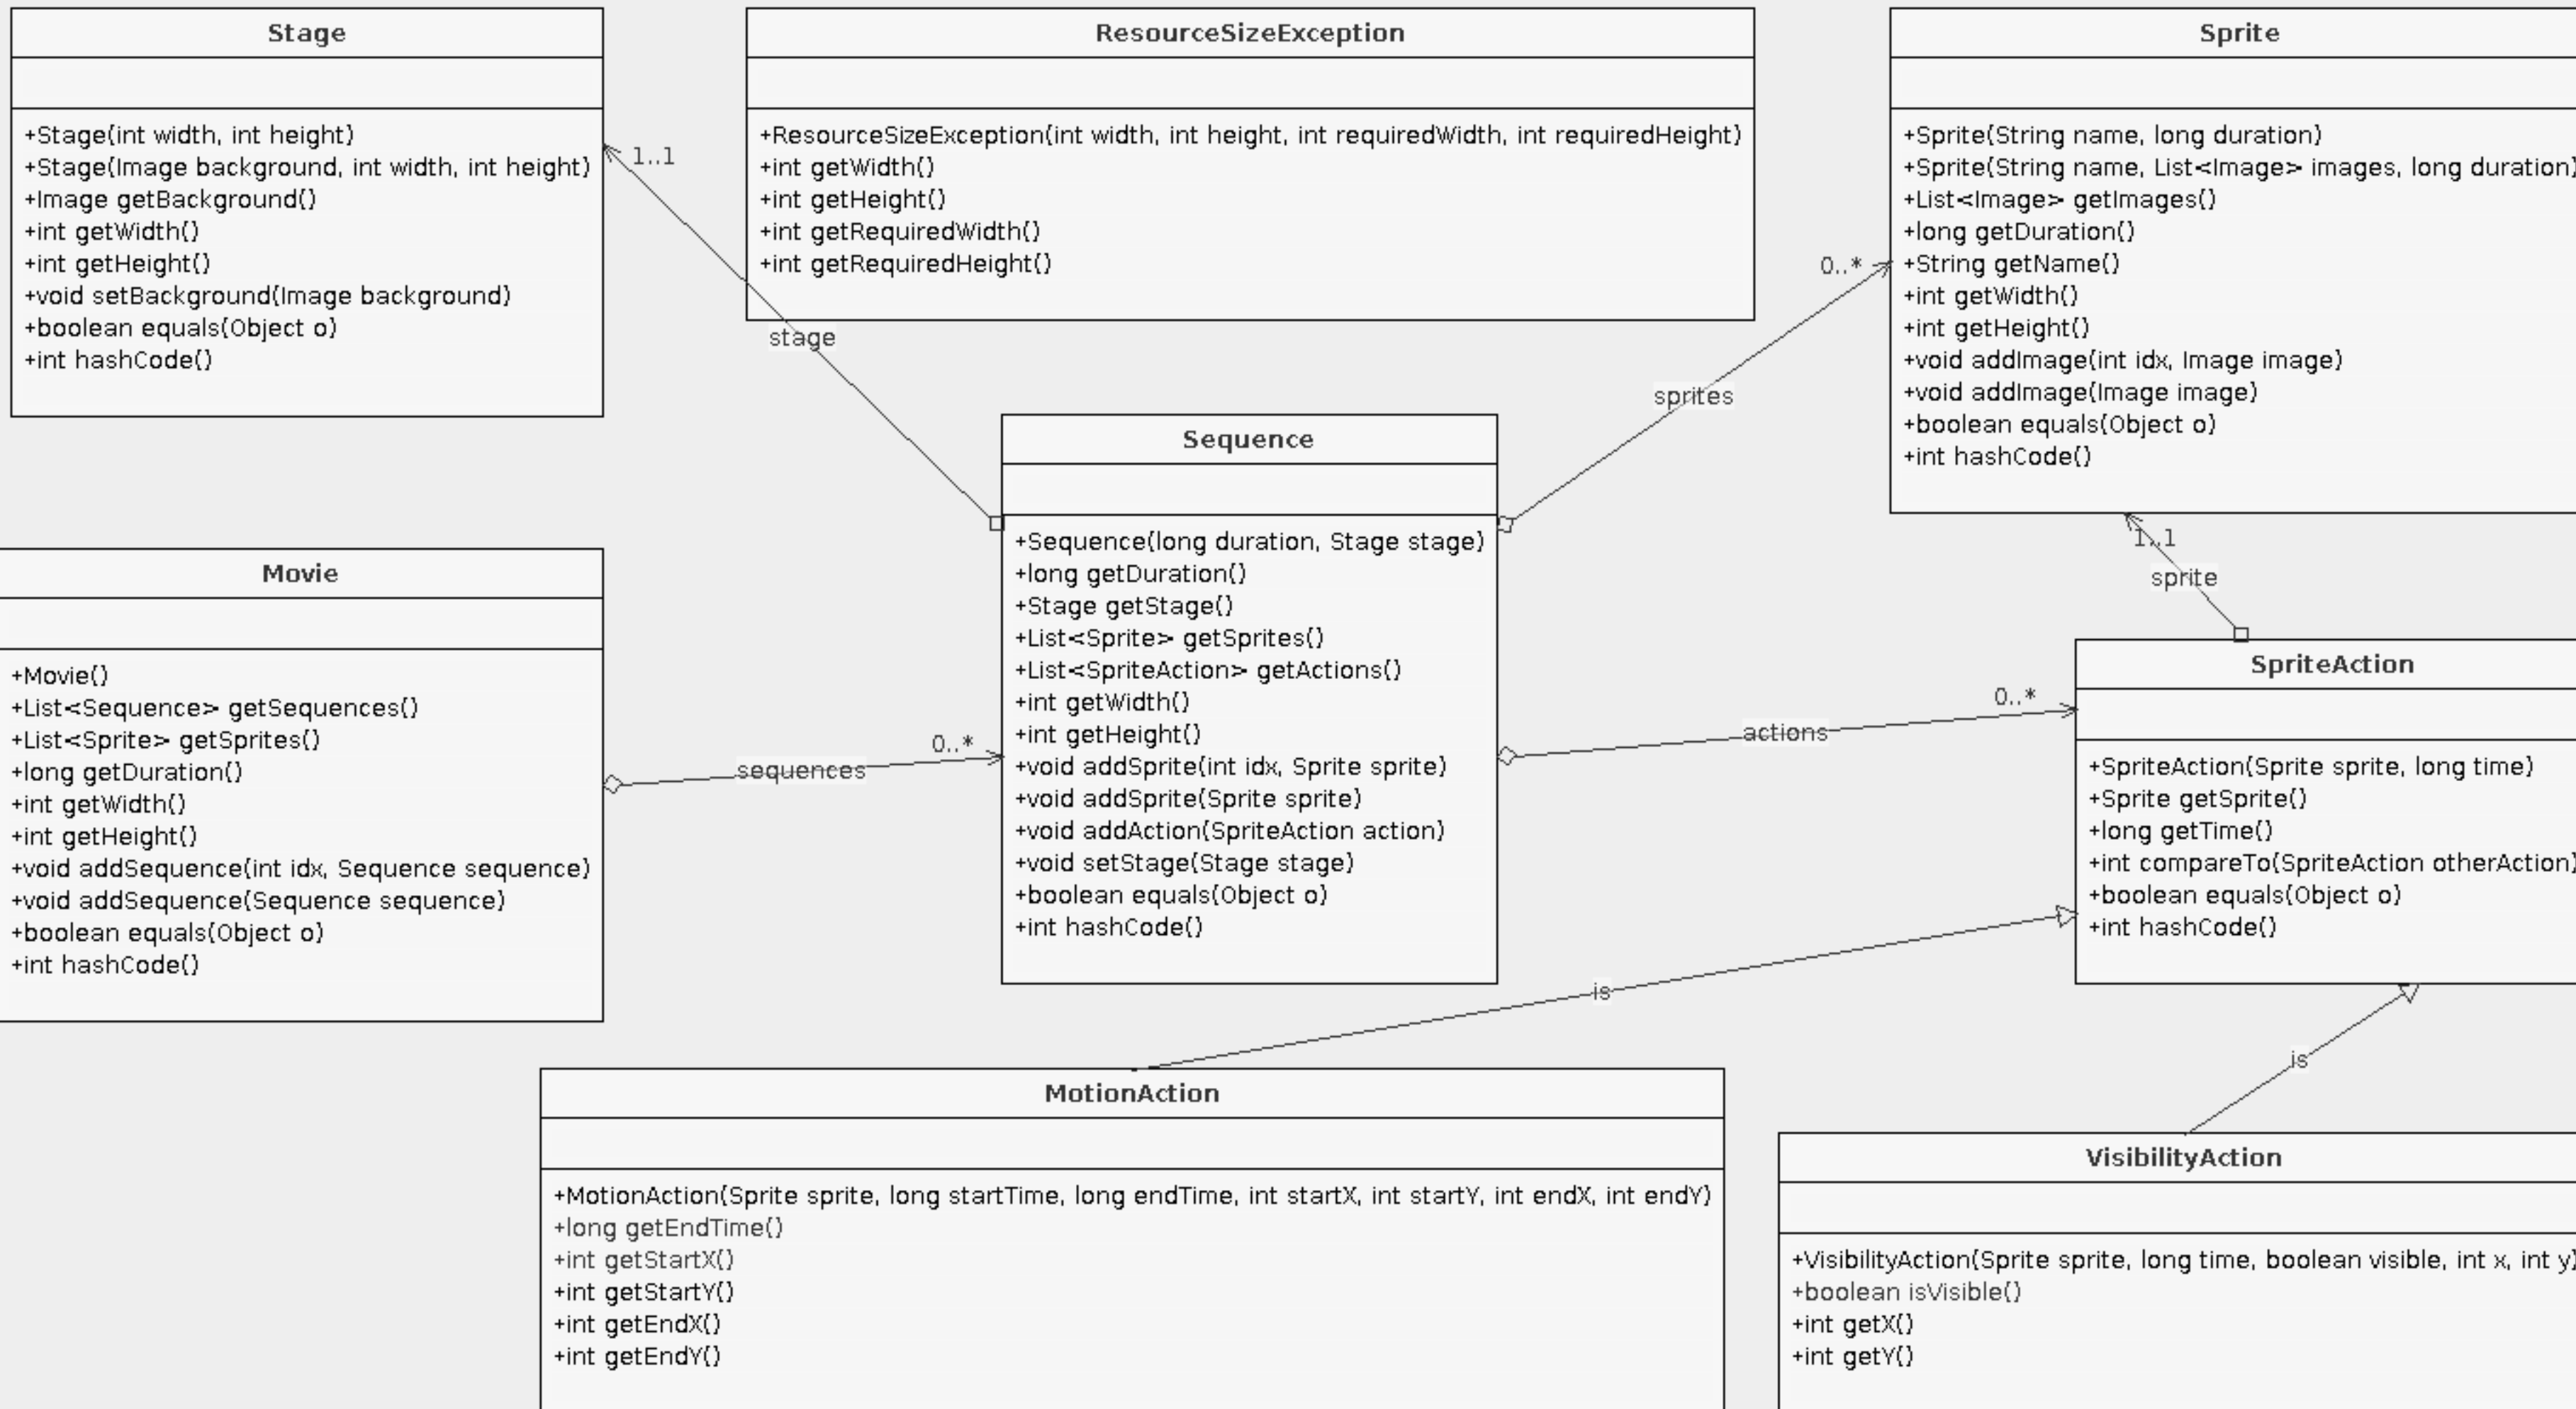 Stage
+Stage(int width, int height)
+Stage(Image background, int width, int height)
+Image getBackground()
+int getWidth()
+int getHeight()
+void setBackground(Image background)
+boolean equals(Object o)
+int hashCode()
ResourceSizeException
+ResourceSizeException(int width, int height, int requiredWidth, int requiredHeight)
+int getWidth()
+int getHeight()
+int getRequiredWidth()
+int getRequiredHeight()
Sprite
+Sprite(String name, long duration)
+Sprite(String name, List<Image> images, long duration)
+List<Image> getImages()
+long getDuration()
+String getName()
+int getWidth()
+int getHeight()
+void addImage(int idx, Image image)
+void addImage(Image image)
+boolean equals(Object o)
+int hashCode()
1..1
stage
0..*
sprites
1..1
sprite
Movie
+Movie()
+List<Sequence> getSequences()
+List<Sprite> getSprites()
+long getDuration()
+int getWidth()
+int getHeight()
+void addSequence(int idx, Sequence sequence)
+void addSequence(Sequence sequence)
+boolean equals(Object o)
+int hashCode()
0..*
sequences
Sequence
+Sequence(long duration, Stage stage)
+long getDuration()
+Stage getStage()
+List<Sprite> getSprites()
+List<SpriteAction> getActions()
+int getWidth()
+int getHeight()
+void addSprite(int idx, Sprite sprite)
+void addSprite(Sprite sprite)
+void addAction(SpriteAction action)
+void setStage(Stage stage)
+boolean equals(Object o)
+int hashCode()
0..*
actions
SpriteAction
+SpriteAction(Sprite sprite, long time)
+Sprite getSprite()
+long getTime()
+int compareTo(SpriteAction otherAction)
+boolean equals(Object o)
+int hashCode()
is
is
MotionAction
+MotionAction(Sprite sprite, long startTime, long endTime, int startX, int startY, int endX, int endY)
+long getEndTime()
+int getStartX()
+int getStartY()
+int getEndX()
+int getEndY()
VisibilityAction
+VisibilityAction(Sprite sprite, long time, boolean visible, int x, int y)
+boolean isVisible()
+int getX()
+int getY()